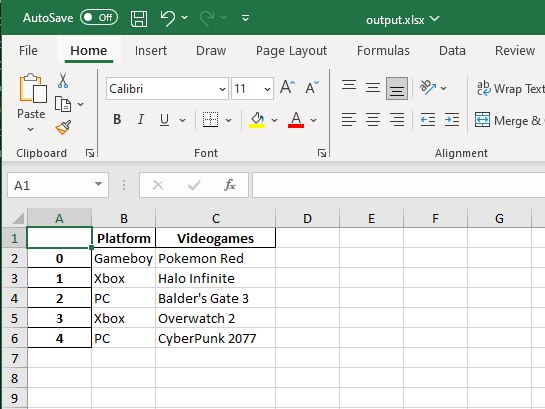 AutoSave Off output.xlsx
File Home Insert Draw Page Layout Formulas Data Review
Calibri 11 A A ab Wrap Text
Paste B I U A Merge &
Clipboard Font Alignment
A1 fx
A B C D E F G
1 Platform Videogames
2 0 Gameboy Pokemon Red
3 1 Xbox Halo Infinite
4 2 PC Balder's Gate 3
5 3 Xbox Overwatch 2
6 4 PC CyberPunk 2077
7
8
9